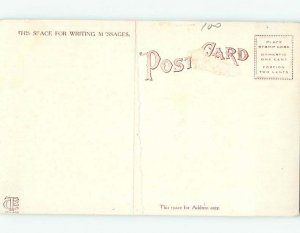 100
THIS SPACE FOR WRITING MESSAGES.
POST CARD
PLACE
STAMP HERE
DOMESTIC
ONE CENT
FOREIGN
TWO CENTS
This space for Address only.